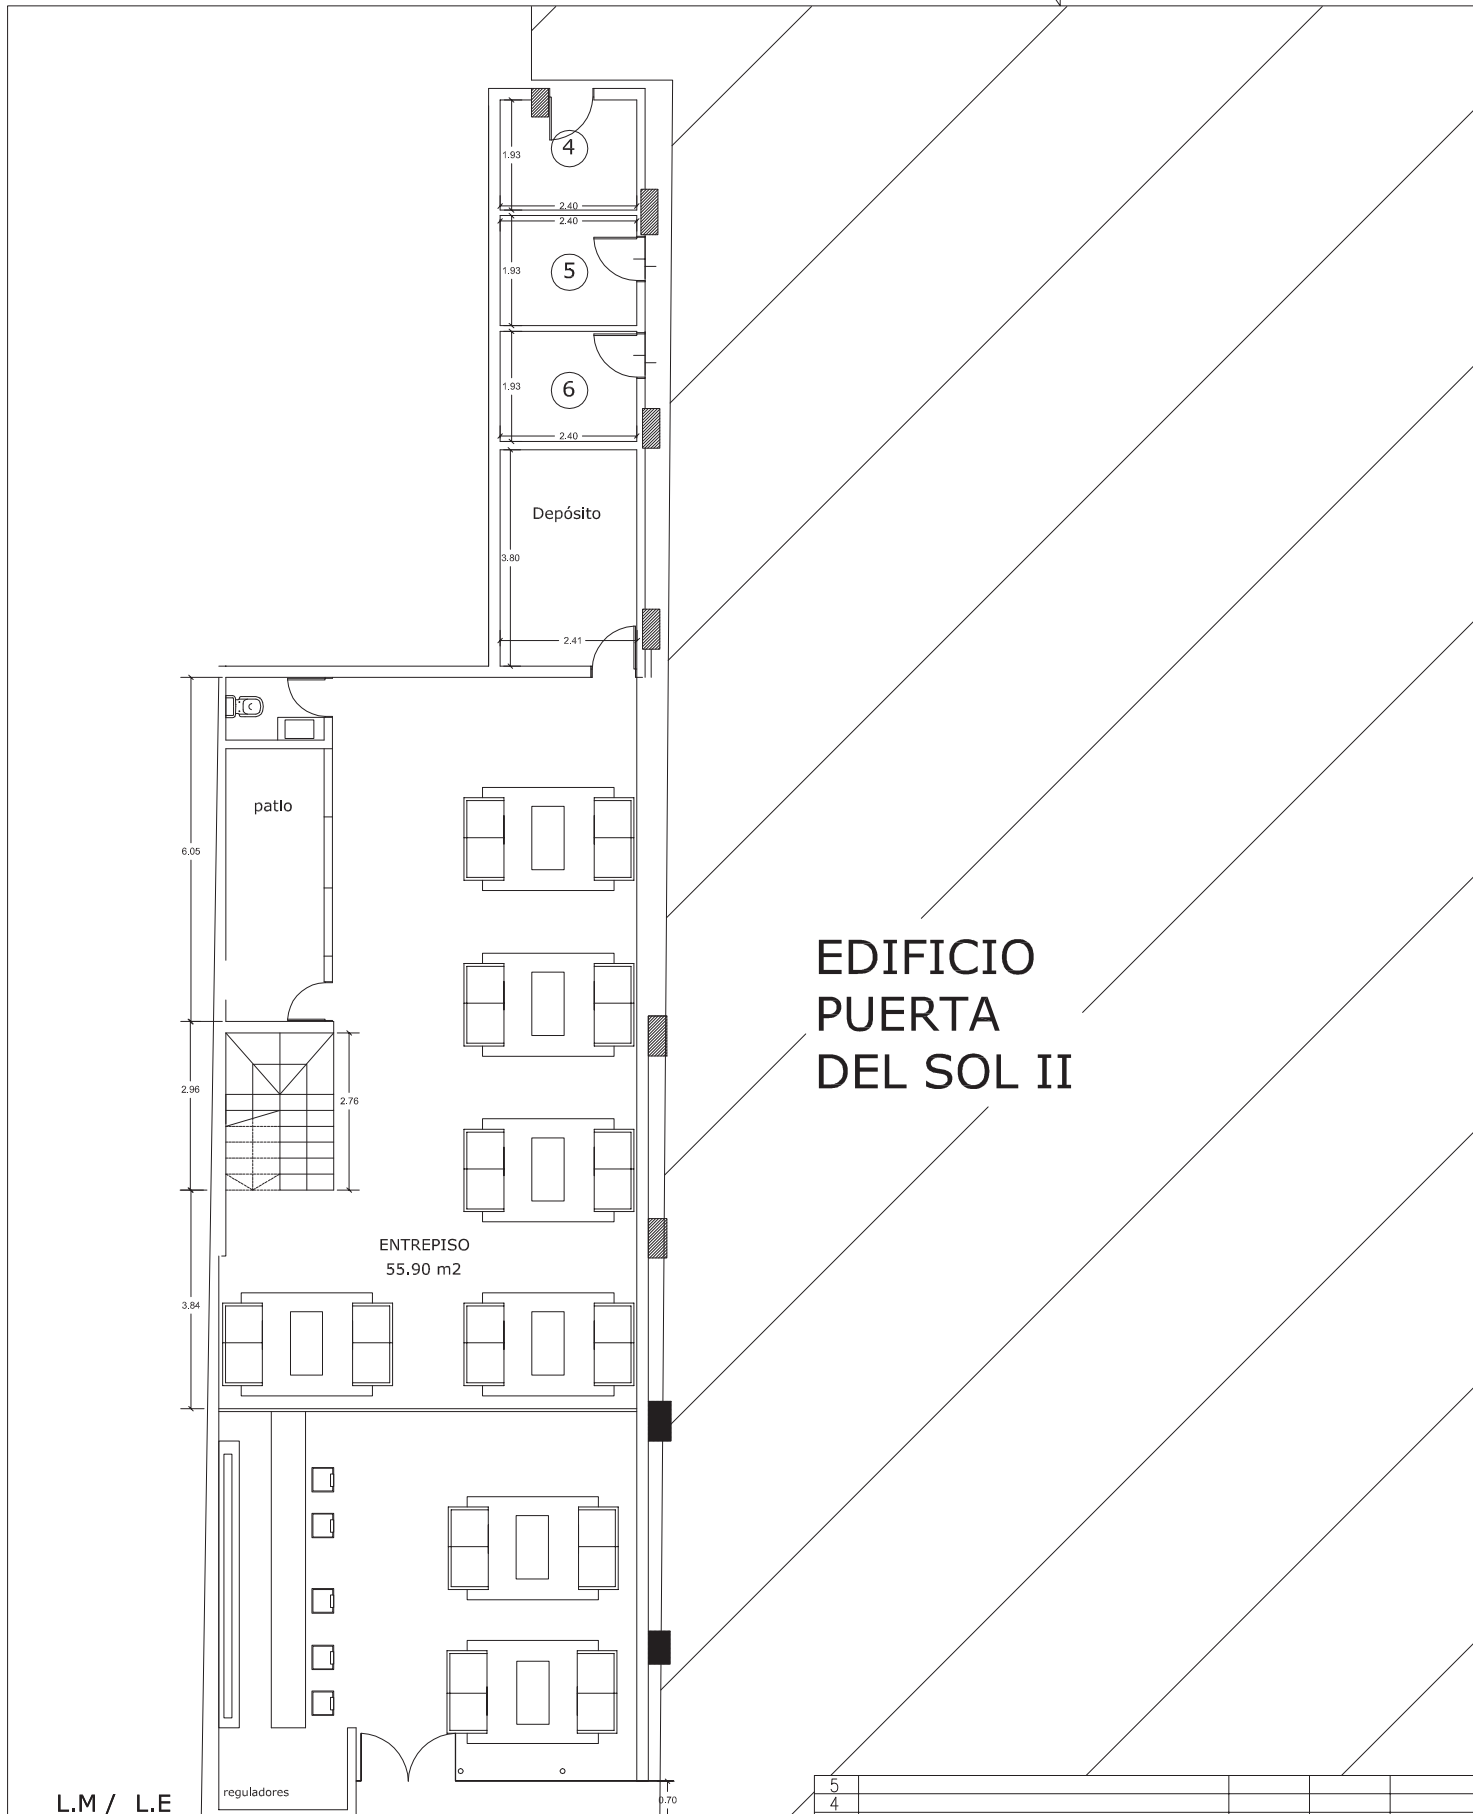 4
1.93
2.40
2.40
5
1.93
6
1.93
2.40
Depósito
3.80
2.41
patio
6.05
EDIFICIO
PUERTA
DEL SOL II
2.96
2.76
ENTREPISO
55.90 m2
3.84
reguladores
L.M / L.E
0.70
5
4